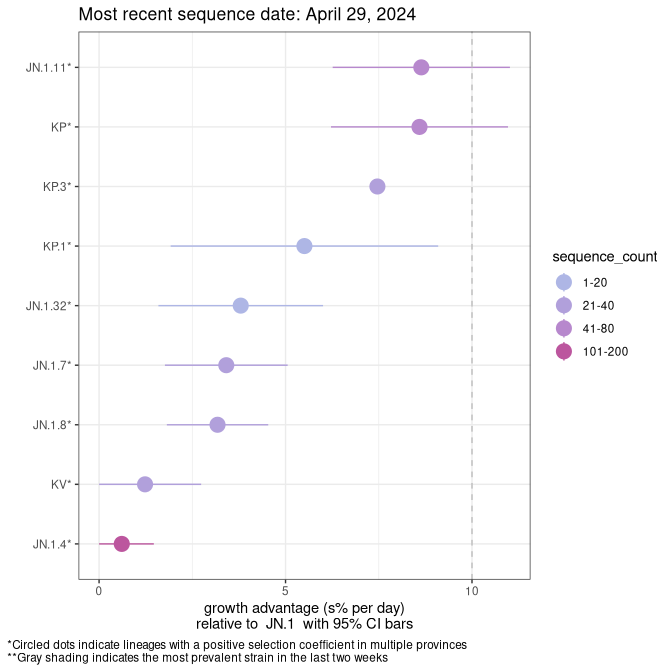 Most recent sequence date: April 29, 2024
JN.1.11*
KP*
KP.3*
KP.1*
JN.1.32*
JN.1.7*
JN.1.8*
KV*
JN.1.4*
0 5 10
growth advantage (s% per day)
relative to JN.1 with 95% CI bars
sequence_count
1-20
21-40
41-80
101-200
*Circled dots indicate lineages with a positive selection coefficient in multiple provinces
**Gray shading indicates the most prevalent strain in the last two weeks